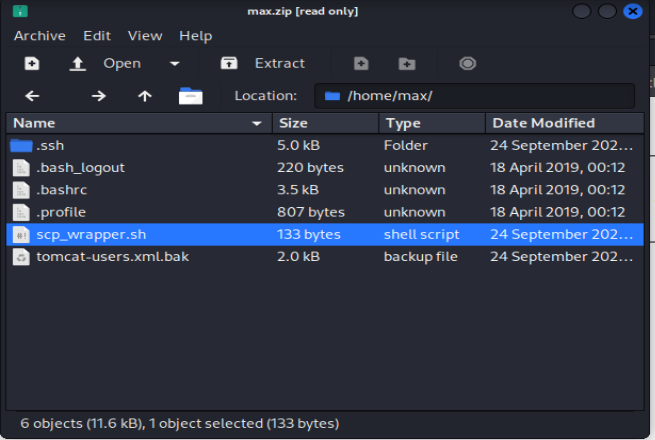 max.zip [read only]
Archive Edit View Help
Open Extract
Location: /home/max/
Name Size Type Date Modified
.ssh 5.0 kB Folder 24 September 202...
.bash_logout 220 bytes unknown 18 April 2019, 00:12
.bashrc 3.5 kB unknown 18 April 2019, 00:12
.profile 807 bytes unknown 18 April 2019, 00:12
scp_wrapper.sh 133 bytes shell script 24 September 202...
tomcat-users.xml.bak 2.0 kB backup file 24 September 202...
6 objects (11.6 kB), 1 object selected (133 bytes)